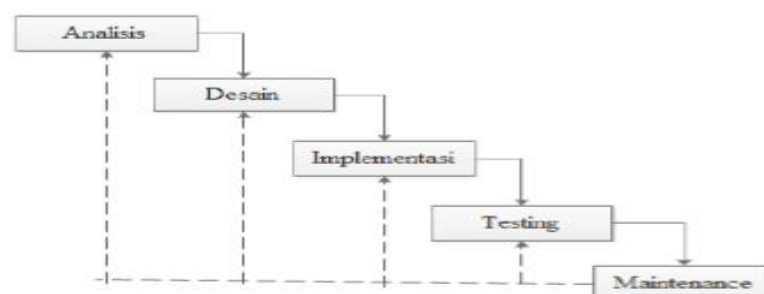 Analisis
Desain
Implementasi
Testing
Maintenance